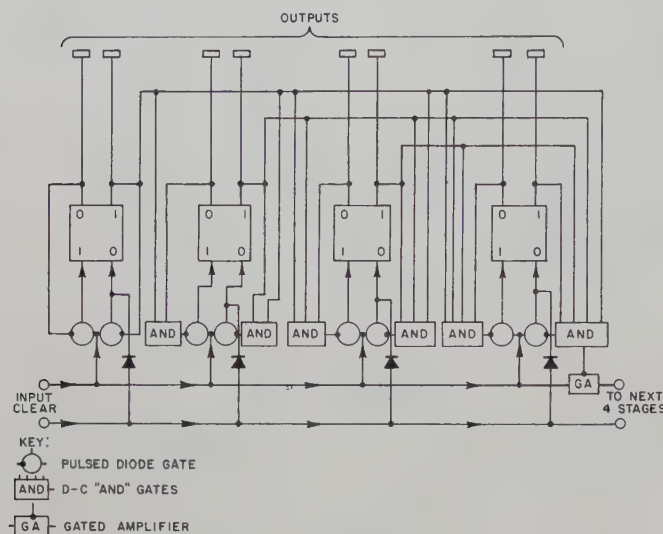 OUTPUTS
0 1 0 1 0 1 0 1
1 0 1 0 1 0 1 0
AND AND AND AND AND AND
INPUT
CLEAR
GA
TO NEXT
4 STAGES
KEY:
PULSED DIODE GATE
AND D-C "AND" GATES
GA GATED AMPLIFIER